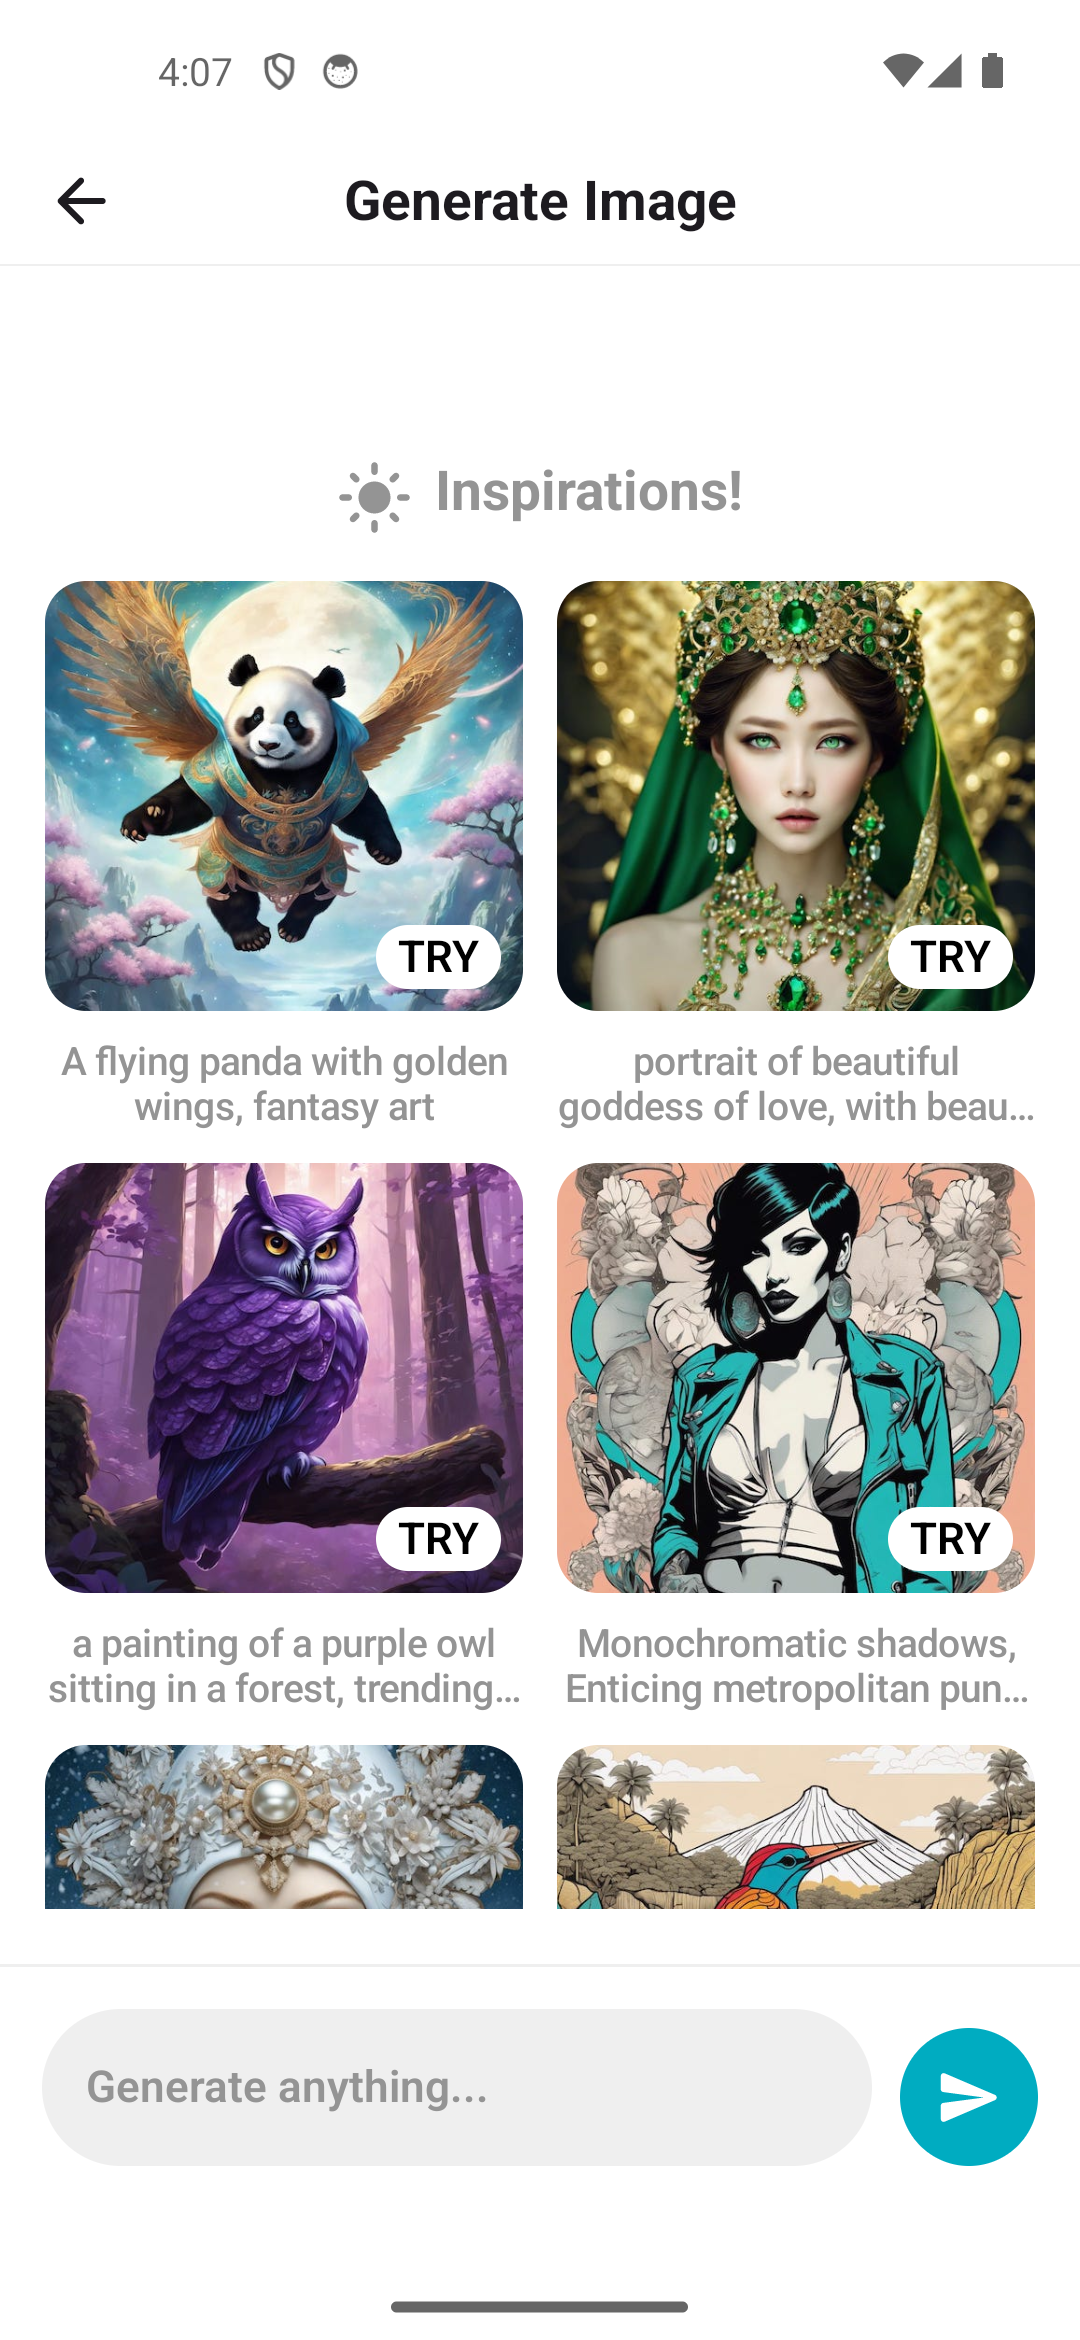 4:07
Generate Image
Inspirations!
TRY
TRY
A flying panda with golden
wings, fantasy art
portrait of beautiful
goddess of love, with beau...
TRY
TRY
a painting of a purple owl
sitting in a forest, trending...
Monochromatic shadows,
Enticing metropolitan pun...
Generate anything...